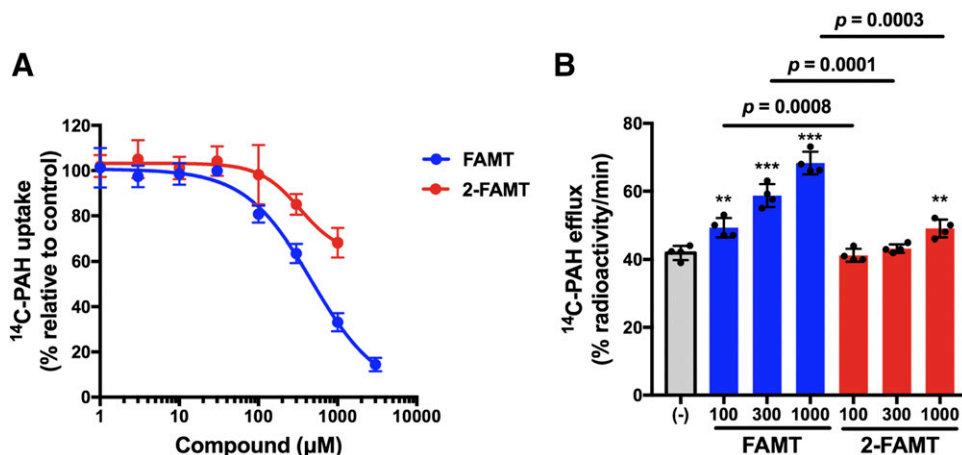 A
¹⁴C-PAH uptake
(% relative to control)
120
100
80
60
40
20
0
1
10
100
1000
10000
Compound (μM)
FAMT
2-FAMT
B
p = 0.0003
p = 0.0001
p = 0.0008
¹⁴C-PAH efflux
(% radioactivity/min)
80
60
40
20
0
**
***
***
**
(-)
100
300
1000
100
300
1000
FAMT
2-FAMT